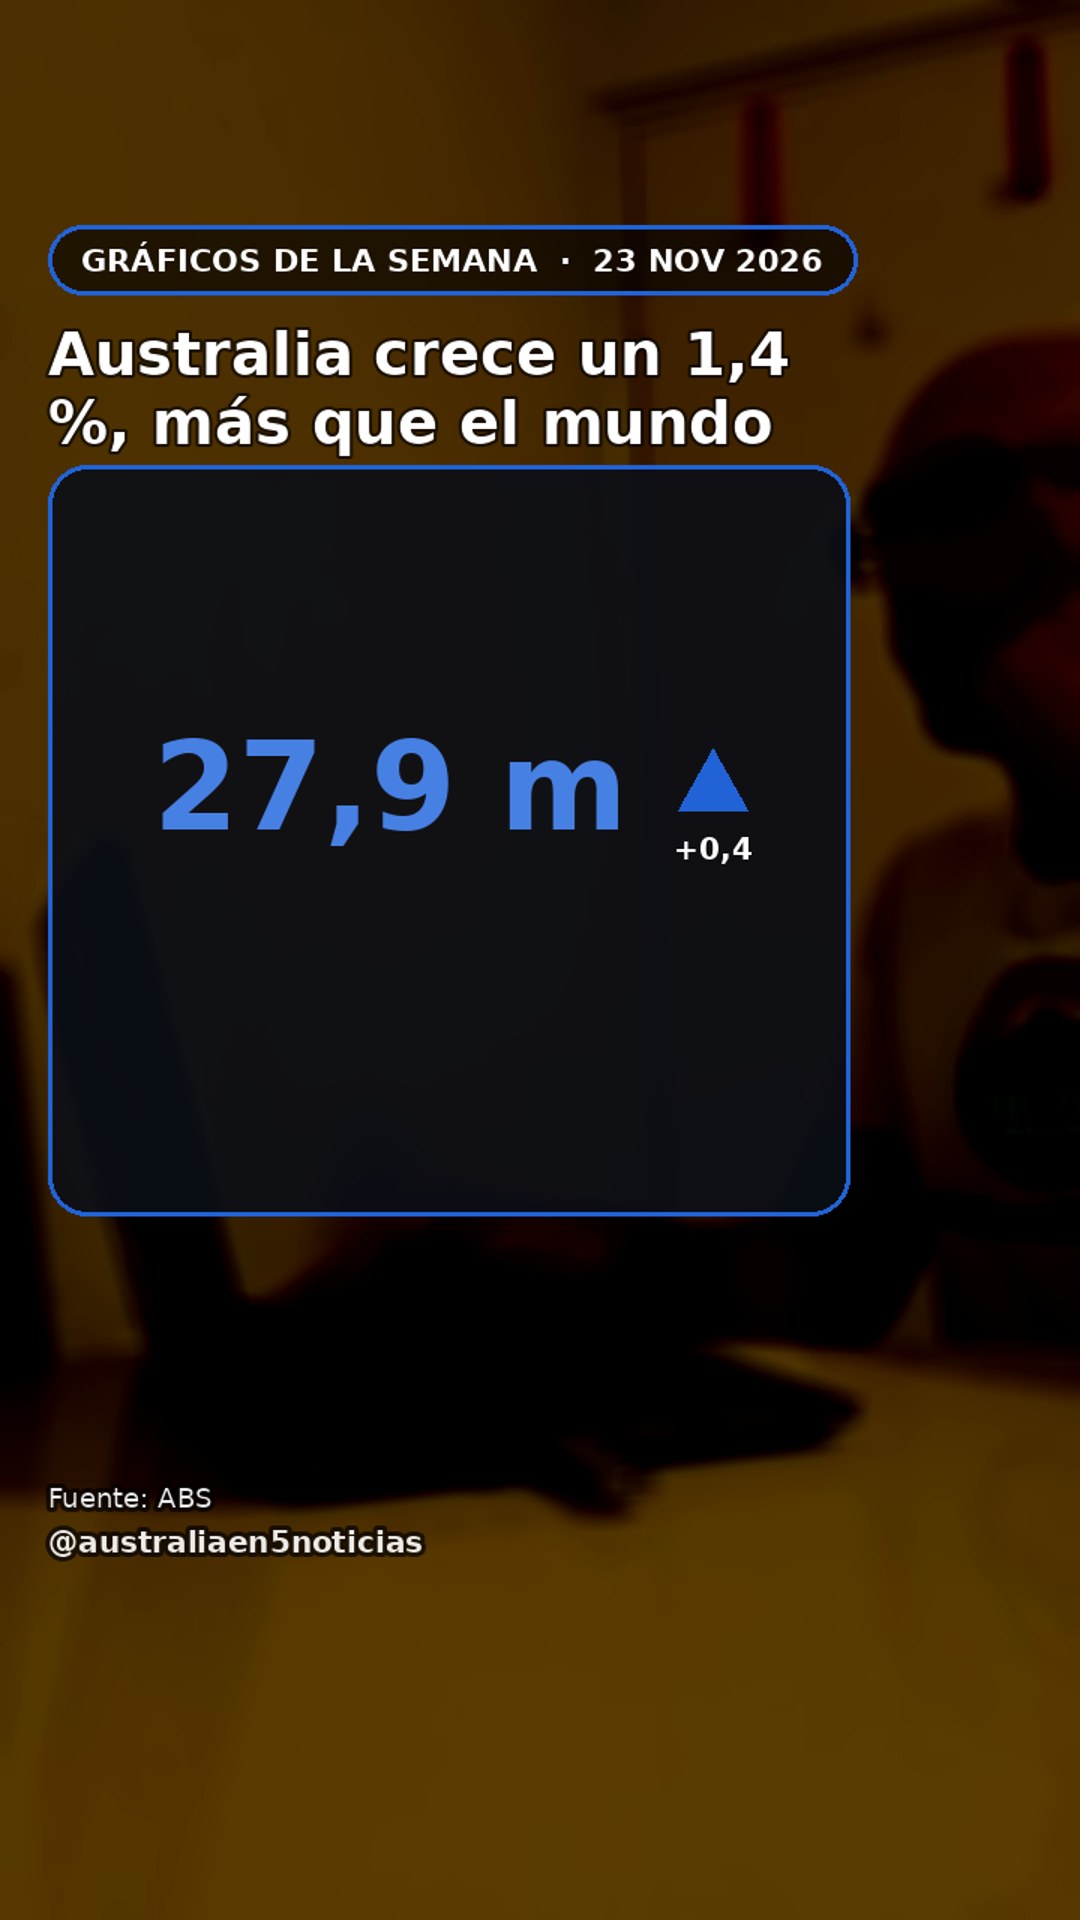 GRÁFICOS DE LA SEMANA · 23 NOV 2026
Australia crece un 1,4
%, más que el mundo
27,9 m
+0,4
Fuente: ABS
@australiaen5noticias